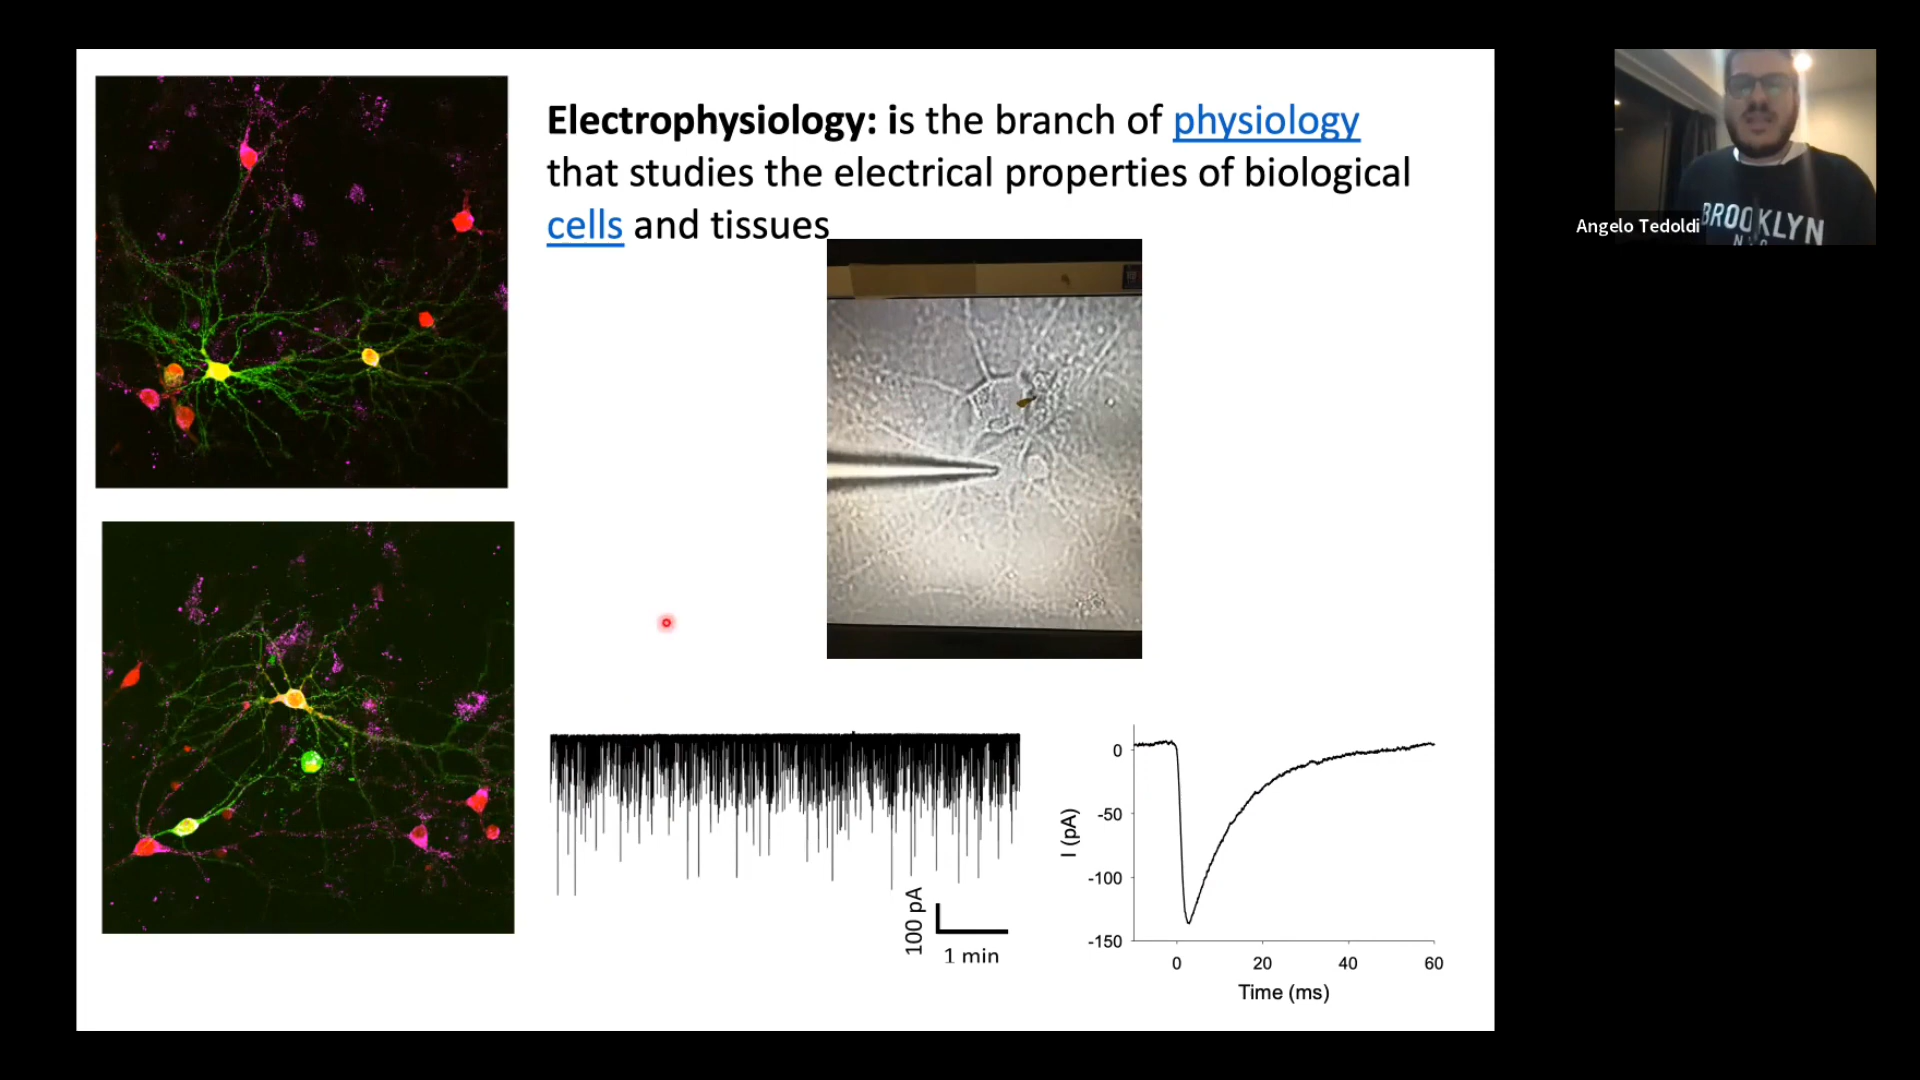 Electrophysiology: is the branch of physiology
that studies the electrical properties of biological
cells and tissues
Angelo Tedoldi
BROOKLYN
100 pA
1 min
I (pA)
0
-50
-100
-150
0 20 40 60
Time (ms)